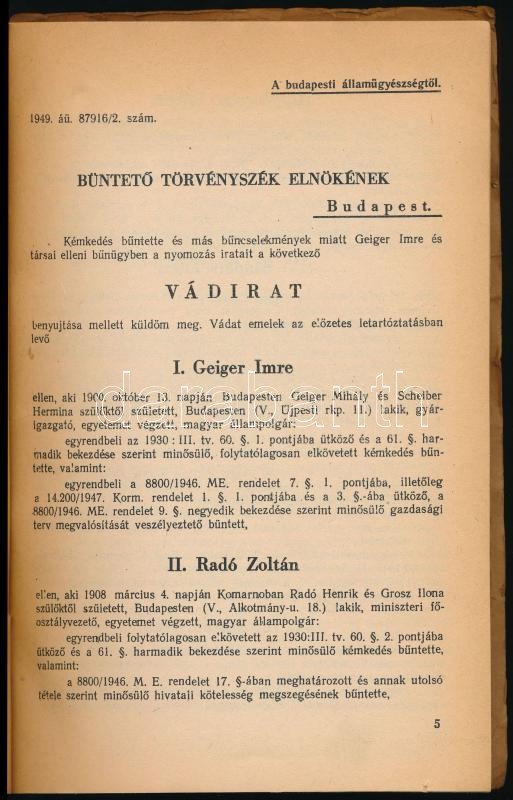 A budapesti államügyészségtől.
1949. áü. 87916/2. szám.
BÜNTETŐ TÖRVÉNYSZÉK ELNÖKÉNEK
Budapest.
Kémkedés bűntette és más bűncselekmények miatt Geiger Imre és
társai elleni bűnügyben a nyomozás iratait a következő
VÁDIRAT
benyujtása mellett küldöm meg. Vádat emelek az előzetes letartóztatásban
levő
I. Geiger Imre
ellen, aki 1900. október 13. napján Budapesten Geiger Mihály és Scheiber
Hermina szülőktől született, Budapesten (V., Ujpesti rkp. 11.) lakik, gyár-
igazgató, egyetemet végzett, magyar állampolgár:
egyrendbeli az 1930 : III. tv. 60. §. 1. pontjába ütköző és a 61. §. har-
madik bekezdése szerint minősülő, folytatólagosan elkövetett kémkedés bűn-
tette, valamint:
egyrendbeli a 8800/1946. ME. rendelet 7. §. 1. pontjába, illetőleg
a 14.200/1947. Korm. rendelet 1. §. 1. pontjába és a 3. §.-ába ütköző, a
8800/1946. ME. rendelet 9. §. negyedik bekezdése szerint minősülő gazdasági
terv megvalósítását veszélyeztető bűntett,
II. Radó Zoltán
ellen, aki 1908 március 4. napján Komarnoban Radó Henrik és Grosz Ilona
szülőktől született, Budapesten (V., Alkotmány-u. 18.) lakik, miniszteri fő-
osztályvezető, egyetemet végzett, magyar állampolgár:
egyrendbeli folytatólagosan elkövetett az 1930:III. tv. 60. §. 2. pontjába
ütköző és a 61. §. harmadik bekezdése szerint minősülő kémkedés bűntette,
valamint:
a 8800/1946. M. E. rendelet 17. §-ában meghatározott és annak utolsó
tétele szerint minősülő hivatali kötelesség megszegésének bűntette,
5
darabanth